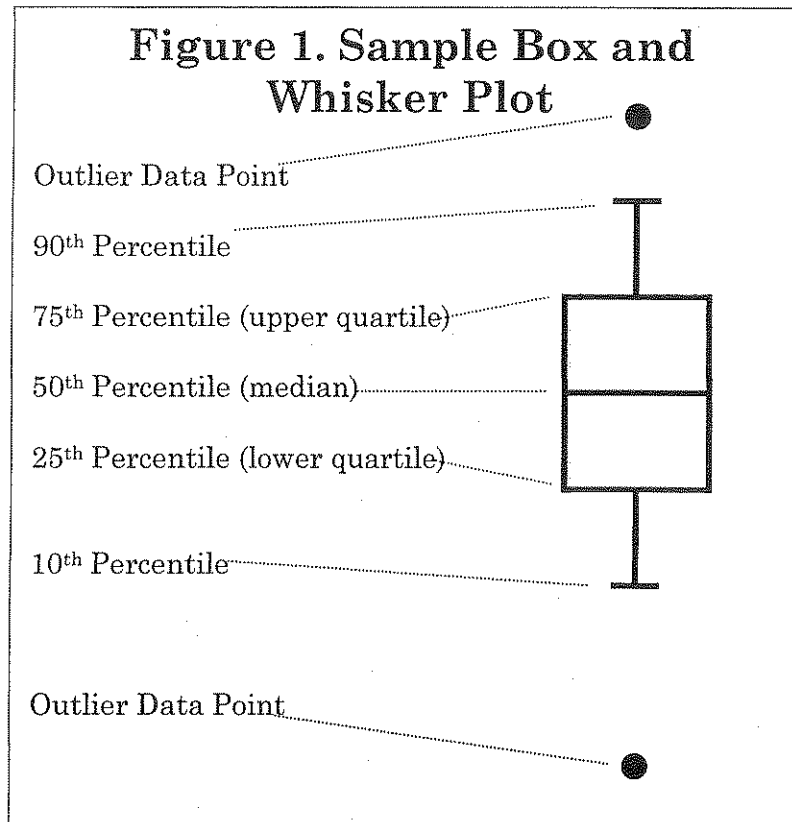 Figure 1. Sample Box and
Whisker Plot
Outlier Data Point
90th Percentile
75th Percentile (upper quartile)
50th Percentile (median)
25th Percentile (lower quartile)
10th Percentile
Outlier Data Point